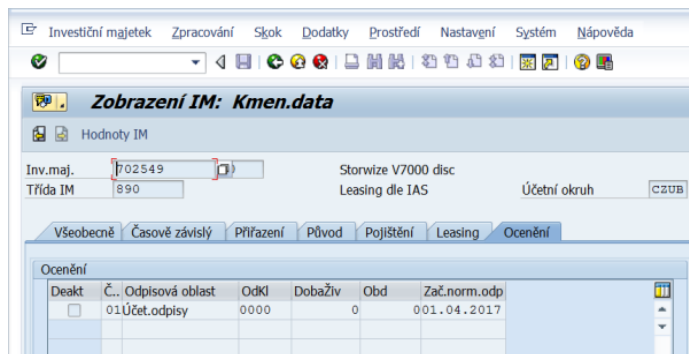 Investiční majetek Zpracování Skok Dodatky Prostředí Nastavení Systém Nápověda
Zobrazení IM: Kmen.data
Hodnoty IM
Inv.maj. 702549 Storwize V7000 disc
Třída IM 890 Leasing dle IAS Účetní okruh CZUB
Všeobecně Časově závislý Přiřazení Původ Pojištění Leasing Ocenění
Ocenění
Deakt Č.. Odpisová oblast OdKl DobaŽiv Obd Zač.norm.odp
01 Účet.odpisy 0000 0 0 01.04.2017